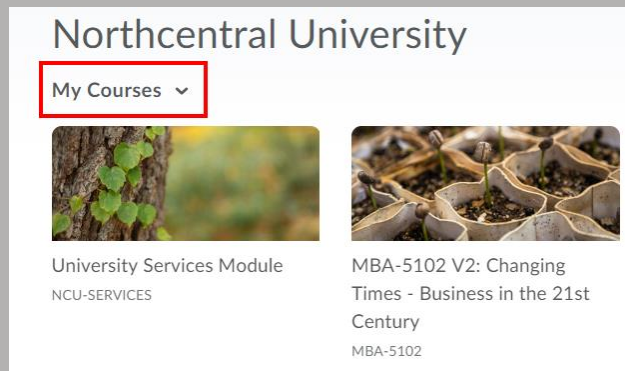 Northcentral University
My Courses
University Services Module
NCU-SERVICES
MBA-5102 V2: Changing
Times - Business in the 21st
Century
MBA-5102